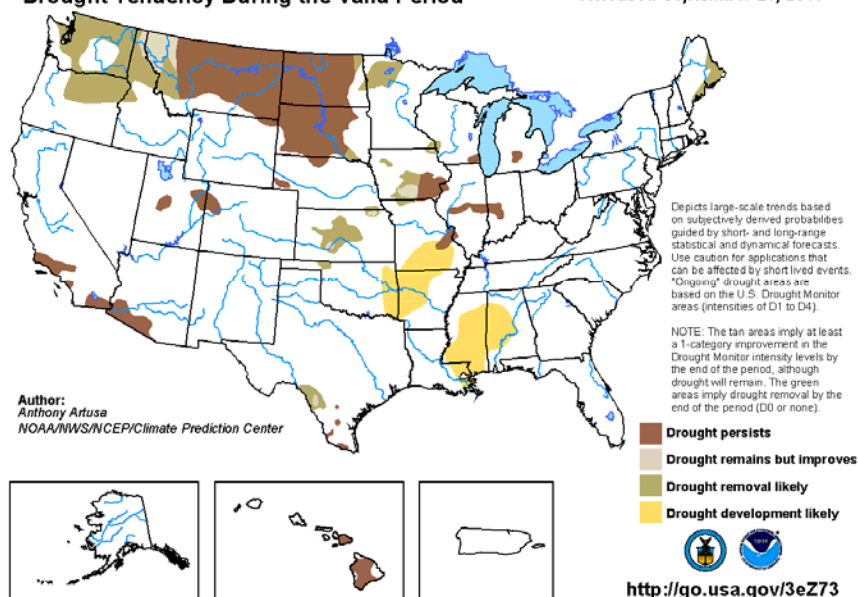 Drought Tendency During the Valid Period
Depicts large-scale trends based
on subjectively derived probabilities
guided by short- and long-range
statistical and dynamical forecasts.
Use caution for applications that
can be affected by short lived events.
"Ongoing" drought areas are
based on the U.S. Drought Monitor
areas (intensities of D1 to D4).
NOTE: The tan areas imply at least
a 1-category improvement in the
Drought Monitor intensity levels by
the end of the period, although
drought will remain. The green
areas imply drought removal by the
end of the period (D0 or none).
Author:
Anthony Artusa
NOAA/NWS/NCEP/Climate Prediction Center
Drought persists
Drought remains but improves
Drought removal likely
Drought development likely
http://go.usa.gov/3eZ73